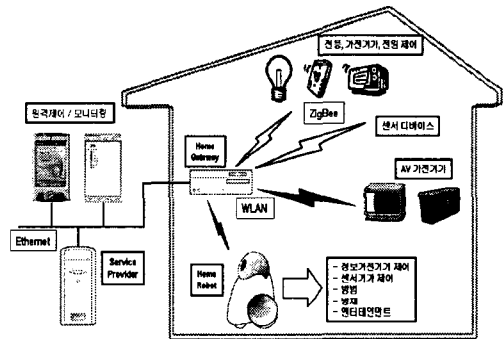 전등, 가전기기, 전원 제어
원격제어 / 모니터링
ZigBee
센서 디바이스
Home
Gateway
AV 가전기기
WLAN
Ethernet
Service
Provider
Home
Robot
- 정보가전기기 제어
- 센서기기 제어
- 방범
- 방재
- 엔터테인먼트